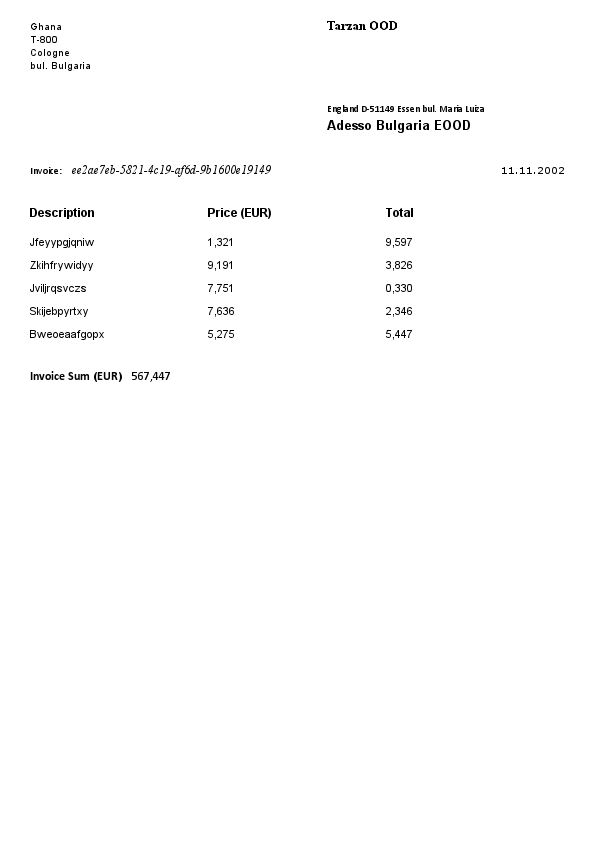 Ghana
T-800
Cologne
bul. Bulgaria
Tarzan OOD
England D-51149 Essen bul. Maria Luiza
Adesso Bulgaria EOOD
Invoice: ee2ae7eb-5821-4c19-af6d-9b1600e19149 11.11.2002
Description Price (EUR) Total
Jfeyypgjqniw 1,321 9,597
Zkihfrywidyy 9,191 3,826
Jviljrqsvczs 7,751 0,330
Skijebpyrtxy 7,636 2,346
Bweoeaafgopx 5,275 5,447
Invoice Sum (EUR) 567,447